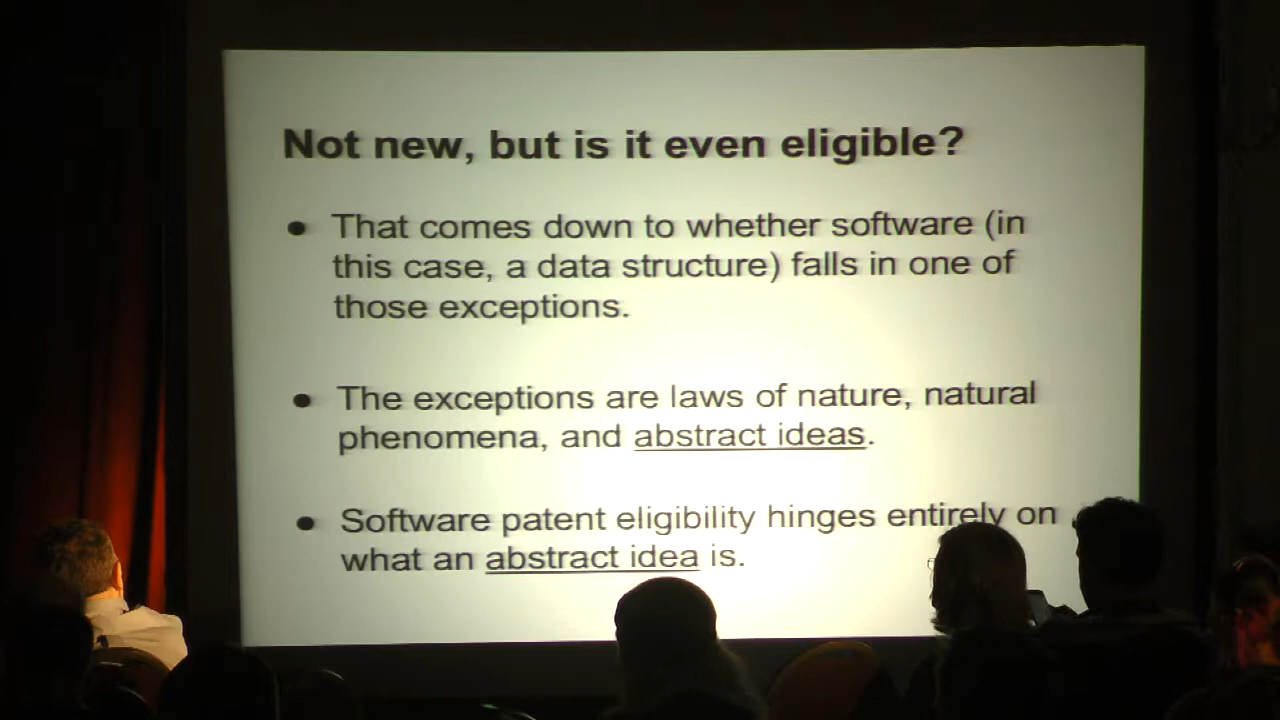 Not new, but is it even eligible?
● That comes down to whether software (in
this case, a data structure) falls in one of
those exceptions.
● The exceptions are laws of nature, natural
phenomena, and abstract ideas.
● Software patent eligibility hinges entirely on
what an abstract idea is.